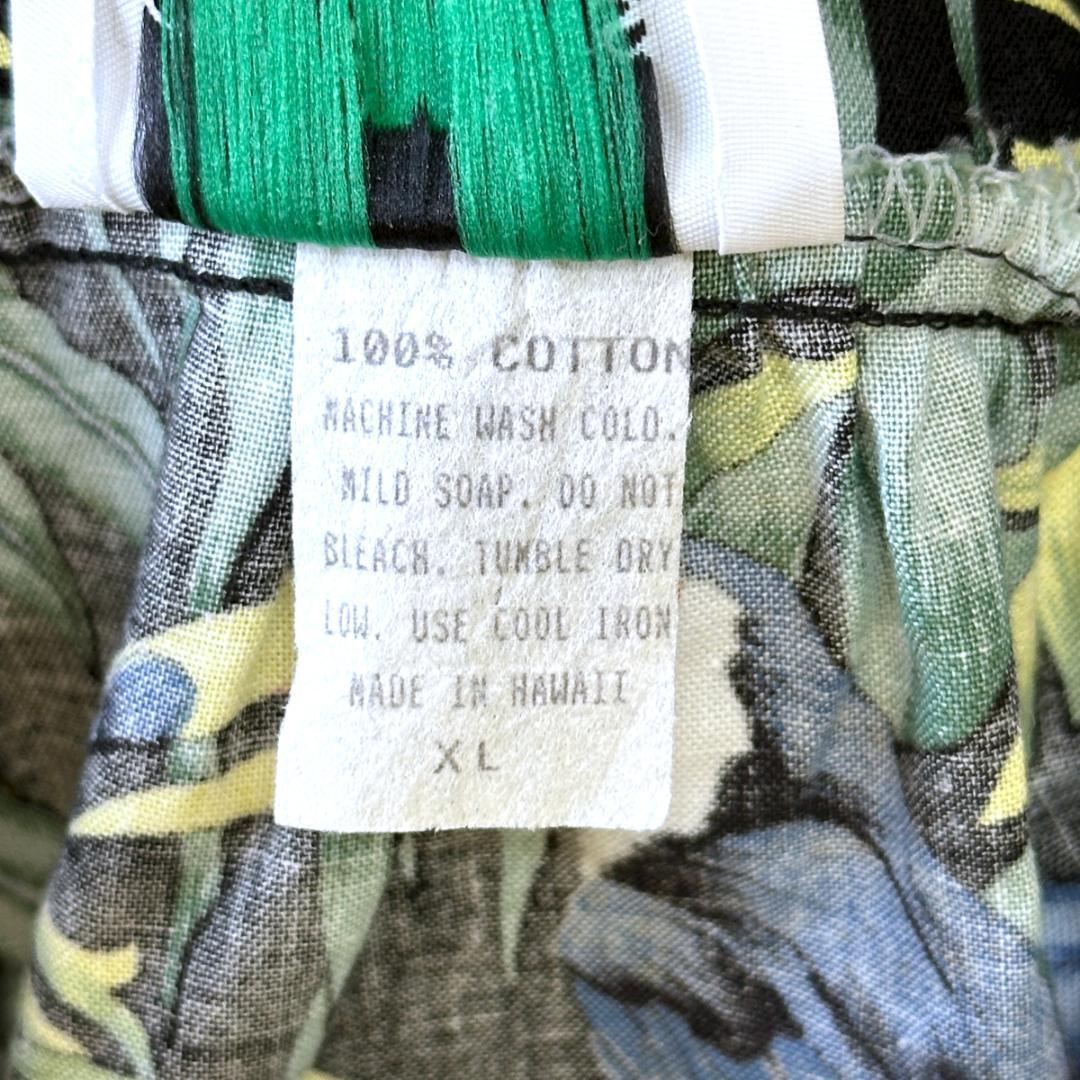 100% COTTON
MACHINE WASH COLD.
MILD SOAP. DO NOT
BLEACH. TUMBLE DRY
LOW. USE COOL IRON
MADE IN HAWAII
XL